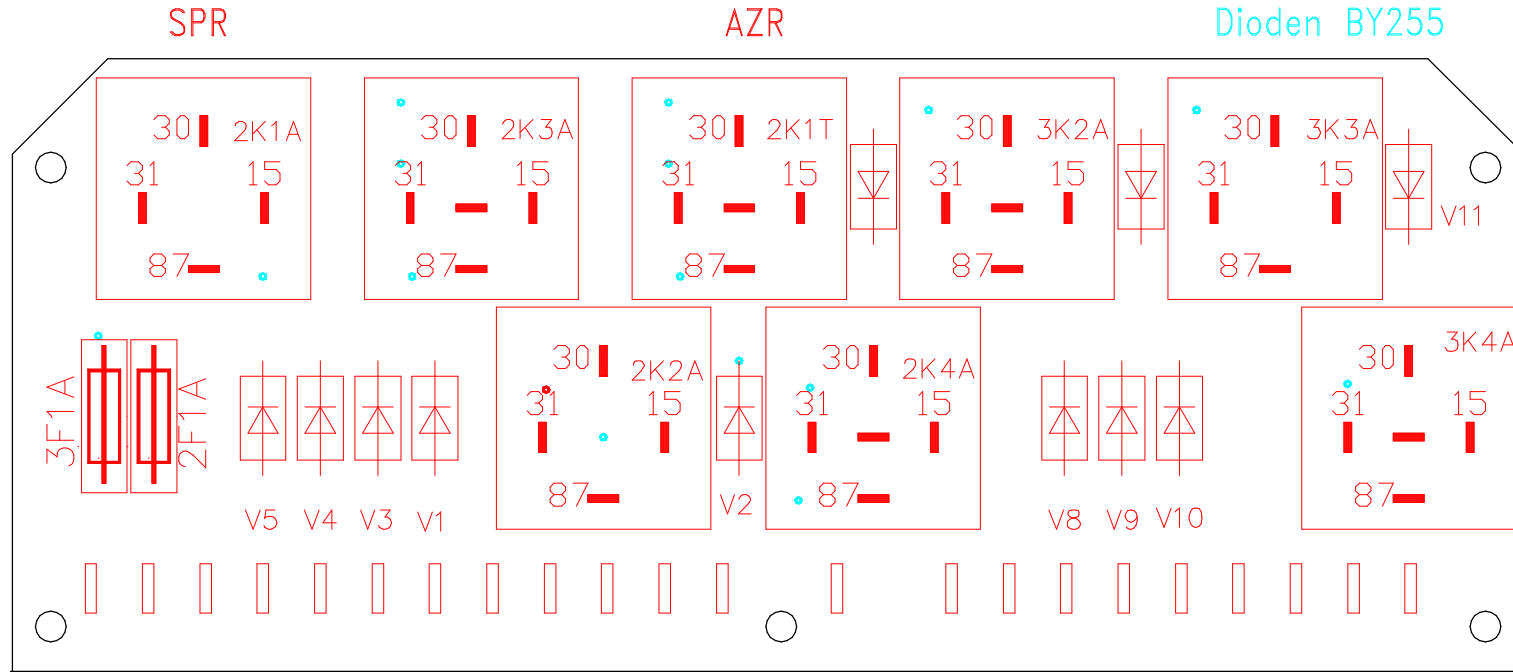 SPR AZR Dioden BY255
30 2K1A 30 2K3A 30 2K1T 30 3K2A 30 3K3A
31 15 31 15 31 15 31 15 31 15
V11
87 87 87 87 87
30 2K2A 30 2K4A 30 3K4A
31 15 31 15 31 15
3F1A 2F1A
87 V2 87 87
V5 V4 V3 V1 V8 V9 V10